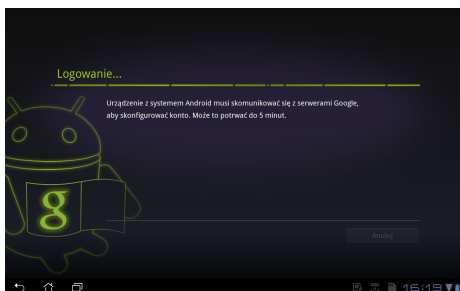 Logowanie...
Urządzenie z systemem Android musi skomunikować się z serwerami Google,
aby skonfigurować konto. Może to potrwać do 5 minut.
g
Anuluj
16:19